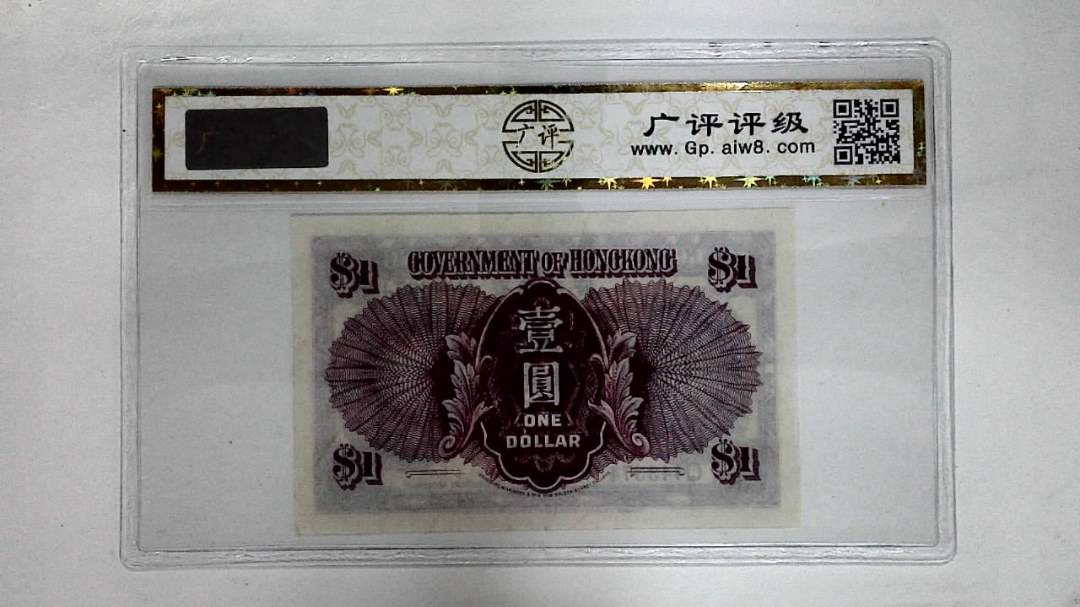 广评
广评评级
www. Gp. aiw8. com
$1 GOVERNMENT OF HONGKONG $1
壹
圓
ONE
DOLLAR
$1 $1